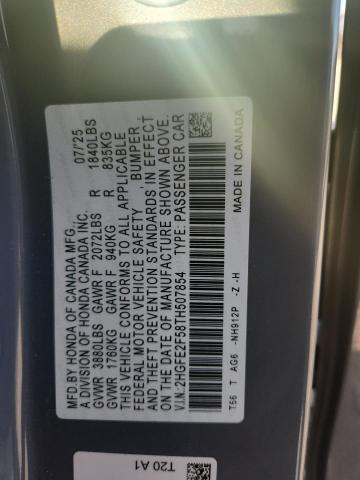 MFD.BY HONDA OF CANADA MFG., 07/'25
A DIVISION OF HONDA CANADA INC.
GVWR 3880LBS GAWR F 2072LBS R 1840LBS
GVWR 1760KG GAWR F 940KG R 835KG
THIS VEHICLE CONFORMS TO ALL APPLICABLE
FEDERAL MOTOR VEHICLE SAFETY, BUMPER,
AND THEFT PREVENTION STANDARDS IN EFFECT
ON THE DATE OF MANUFACTURE SHOWN ABOVE.
V.I.N.:2HGFE2F58TH507854 TYPE:PASSENGER CAR
T56 T AG6 -NH912P -Z -H MADE IN CANADA
T20 A1